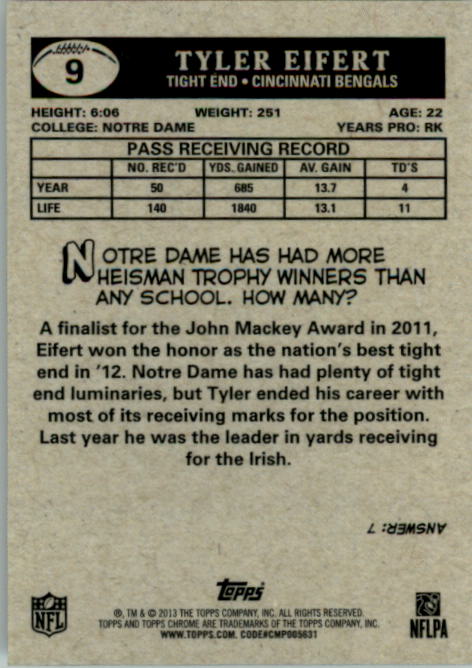 9
TYLER EIFERT
TIGHT END • CINCINNATI BENGALS
HEIGHT: 6:06 WEIGHT: 251 AGE: 22
COLLEGE: NOTRE DAME YEARS PRO: RK
PASS RECEIVING RECORD
NO. REC'D YDS. GAINED AV. GAIN TD'S
YEAR 50 685 13.7 4
LIFE 140 1840 13.1 11
NOTRE DAME HAS HAD MORE
HEISMAN TROPHY WINNERS THAN
ANY SCHOOL. HOW MANY?
A finalist for the John Mackey Award in 2011,
Eifert won the honor as the nation's best tight
end in '12. Notre Dame has had plenty of tight
end luminaries, but Tyler ended his career with
most of its receiving marks for the position.
Last year he was the leader in yards receiving
for the Irish.
ANSWER: 7
NFL
Topps
®, TM & © 2013 THE TOPPS COMPANY, INC. ALL RIGHTS RESERVED.
TOPPS AND TOPPS CHROME ARE TRADEMARKS OF THE TOPPS COMPANY, INC.
WWW.TOPPS.COM. CODE#CMP005631
NFLPA